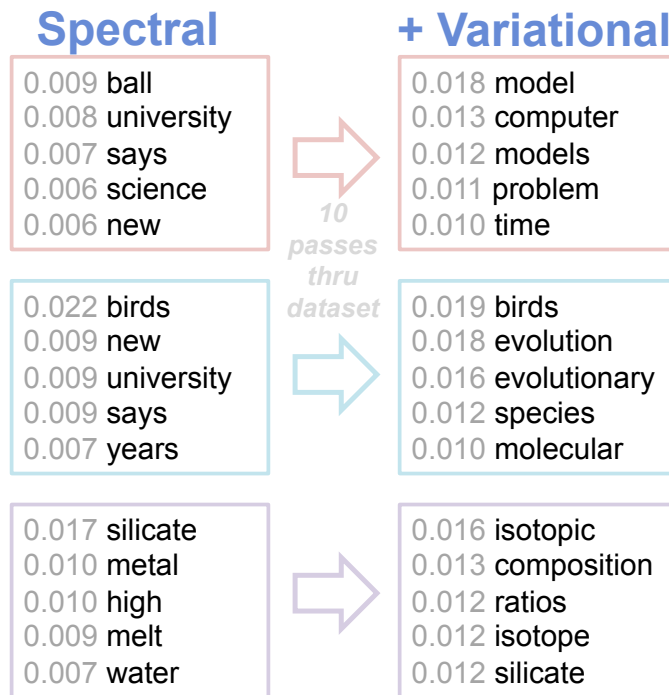 Spectral
+ Variational
0.009 ball
0.008 university
0.007 says
0.006 science
0.006 new
0.018 model
0.013 computer
0.012 models
0.011 problem
0.010 time
10
passes
thru
dataset
0.022 birds
0.009 new
0.009 university
0.009 says
0.007 years
0.019 birds
0.018 evolution
0.016 evolutionary
0.012 species
0.010 molecular
0.017 silicate
0.010 metal
0.010 high
0.009 melt
0.007 water
0.016 isotopic
0.013 composition
0.012 ratios
0.012 isotope
0.012 silicate